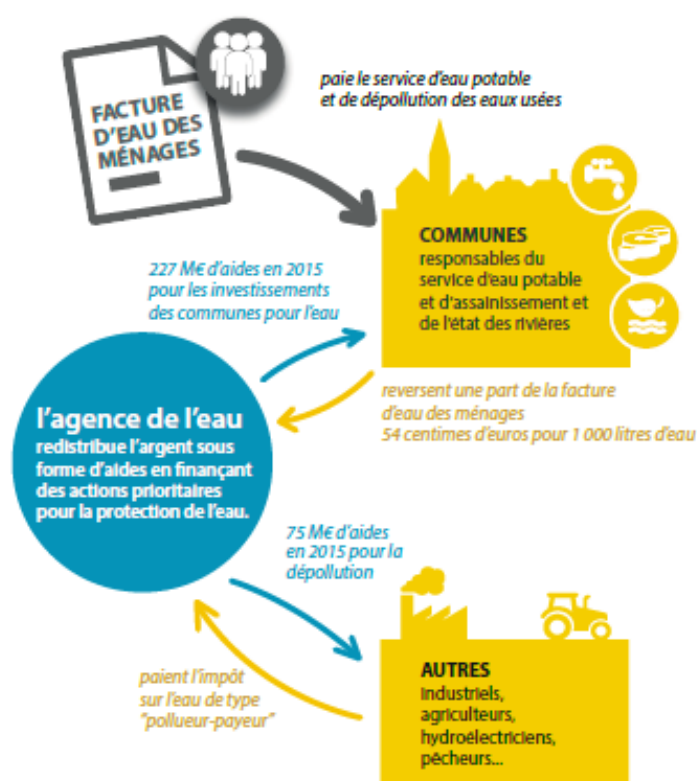 FACTURE
D'EAU DES
MÉNAGES
paie le service d'eau potable
et de dépollution des eaux usées
COMMUNES
responsables du
service d'eau potable
et d'assainissement et
de l'état des rivières
227 M€ d'aides en 2015
pour les investissements
des communes pour l'eau
reversent une part de la facture
d'eau des ménages
54 centimes d'euros pour 1 000 litres d'eau
l'agence de l'eau
redistribue l'argent sous
forme d'aides en finançant
des actions prioritaires
pour la protection de l'eau.
75 M€ d'aides
en 2015 pour la
dépollution
paient l'impôt
sur l'eau de type
"pollueur-payeur"
AUTRES
industriels,
agriculteurs,
hydroélectriciens,
pêcheurs...